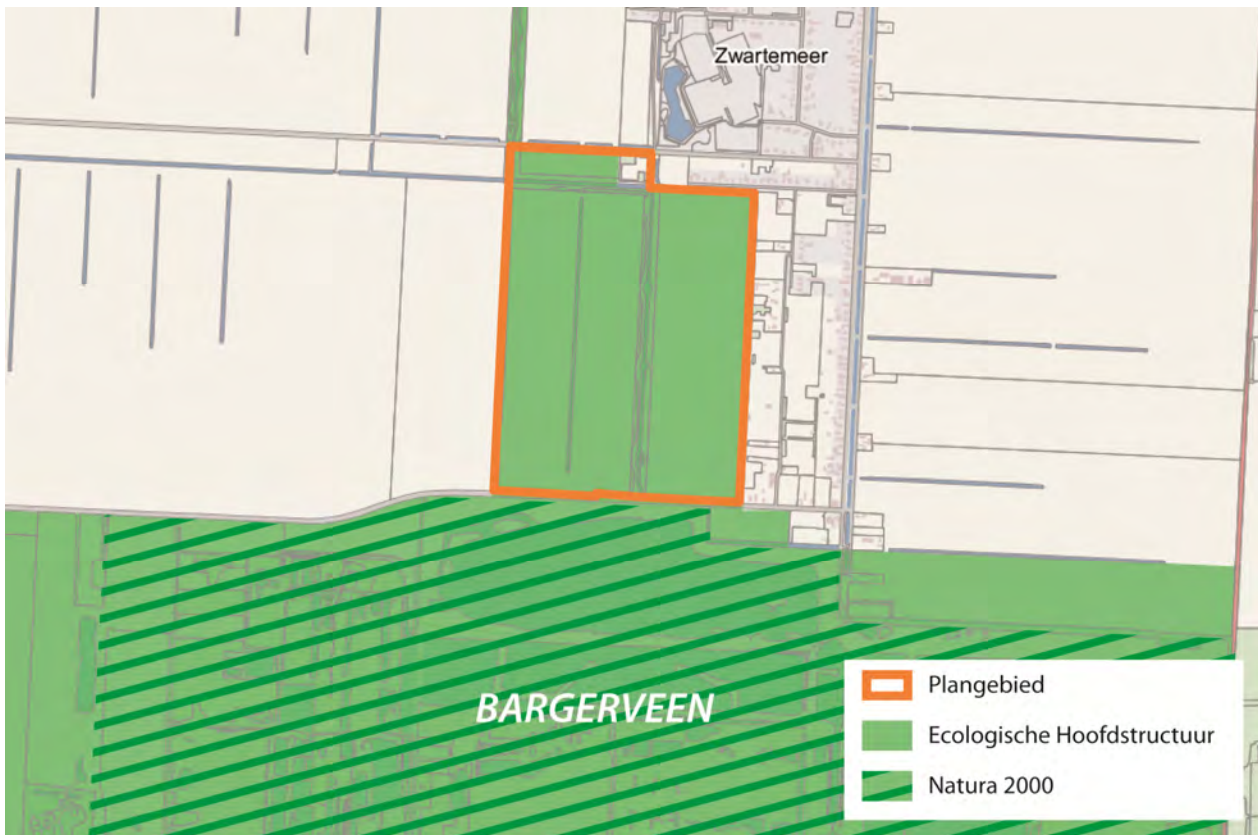 Zwartemeer
BARGERVEEN
Plangebied
Ecologische Hoofdstructuur
Natura 2000